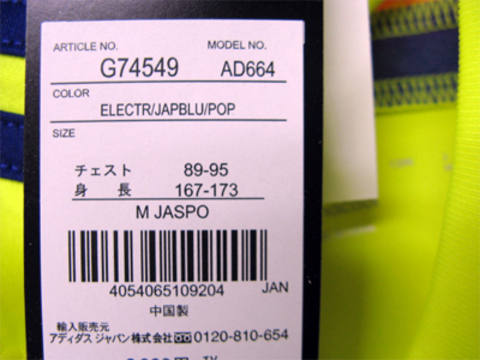 ARTICLE NO. MODEL NO.
G74549 AD664
COLOR
ELECTR/JAPBLU/POP
SIZE
チェスト 89-95
身 長 167-173
M JASPO
4054065109204 JAN
中国製
輸入販売元
アディダス ジャパン株式会社 0120-810-654